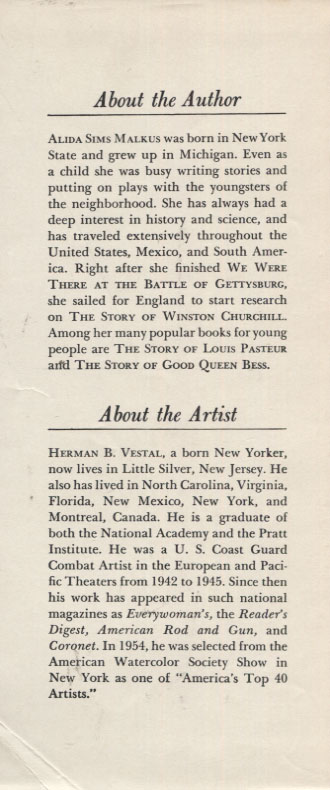 About the Author
ALIDA SIMS MALKUS was born in New York
State and grew up in Michigan. Even as
a child she was busy writing stories and
putting on plays with the youngsters of
the neighborhood. She has always had a
deep interest in history and science, and
has traveled extensively throughout the
United States, Mexico, and South Amer-
ica. Right after she finished WE WERE
THERE AT THE BATTLE OF GETTYSBURG,
she sailed for England to start research
on THE STORY OF WINSTON CHURCHILL.
Among her many popular books for young
people are THE STORY OF LOUIS PASTEUR
and THE STORY OF GOOD QUEEN BESS.
About the Artist
HERMAN B. VESTAL, a born New Yorker,
now lives in Little Silver, New Jersey. He
also has lived in North Carolina, Virginia,
Florida, New Mexico, New York, and
Montreal, Canada. He is a graduate of
both the National Academy and the Pratt
Institute. He was a U. S. Coast Guard
Combat Artist in the European and Paci-
fic Theaters from 1942 to 1945. Since then
his work has appeared in such national
magazines as Everywoman's, the Reader's
Digest, American Rod and Gun, and
Coronet. In 1954, he was selected from the
American Watercolor Society Show in
New York as one of "America's Top 40
Artists."